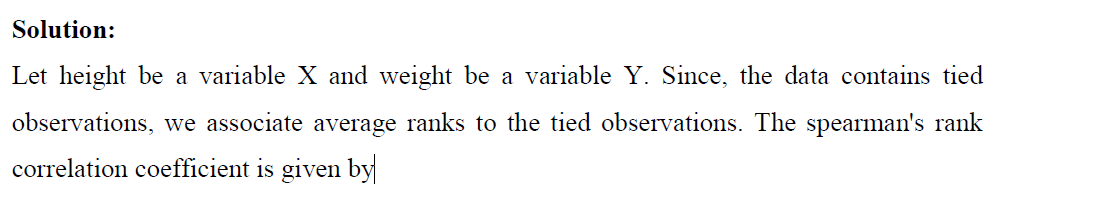 Solution:
Let height be a variable X and weight be a variable Y. Since, the data contains tied
observations, we associate average ranks to the tied observations. The spearman's rank
correlation coefficient is given by